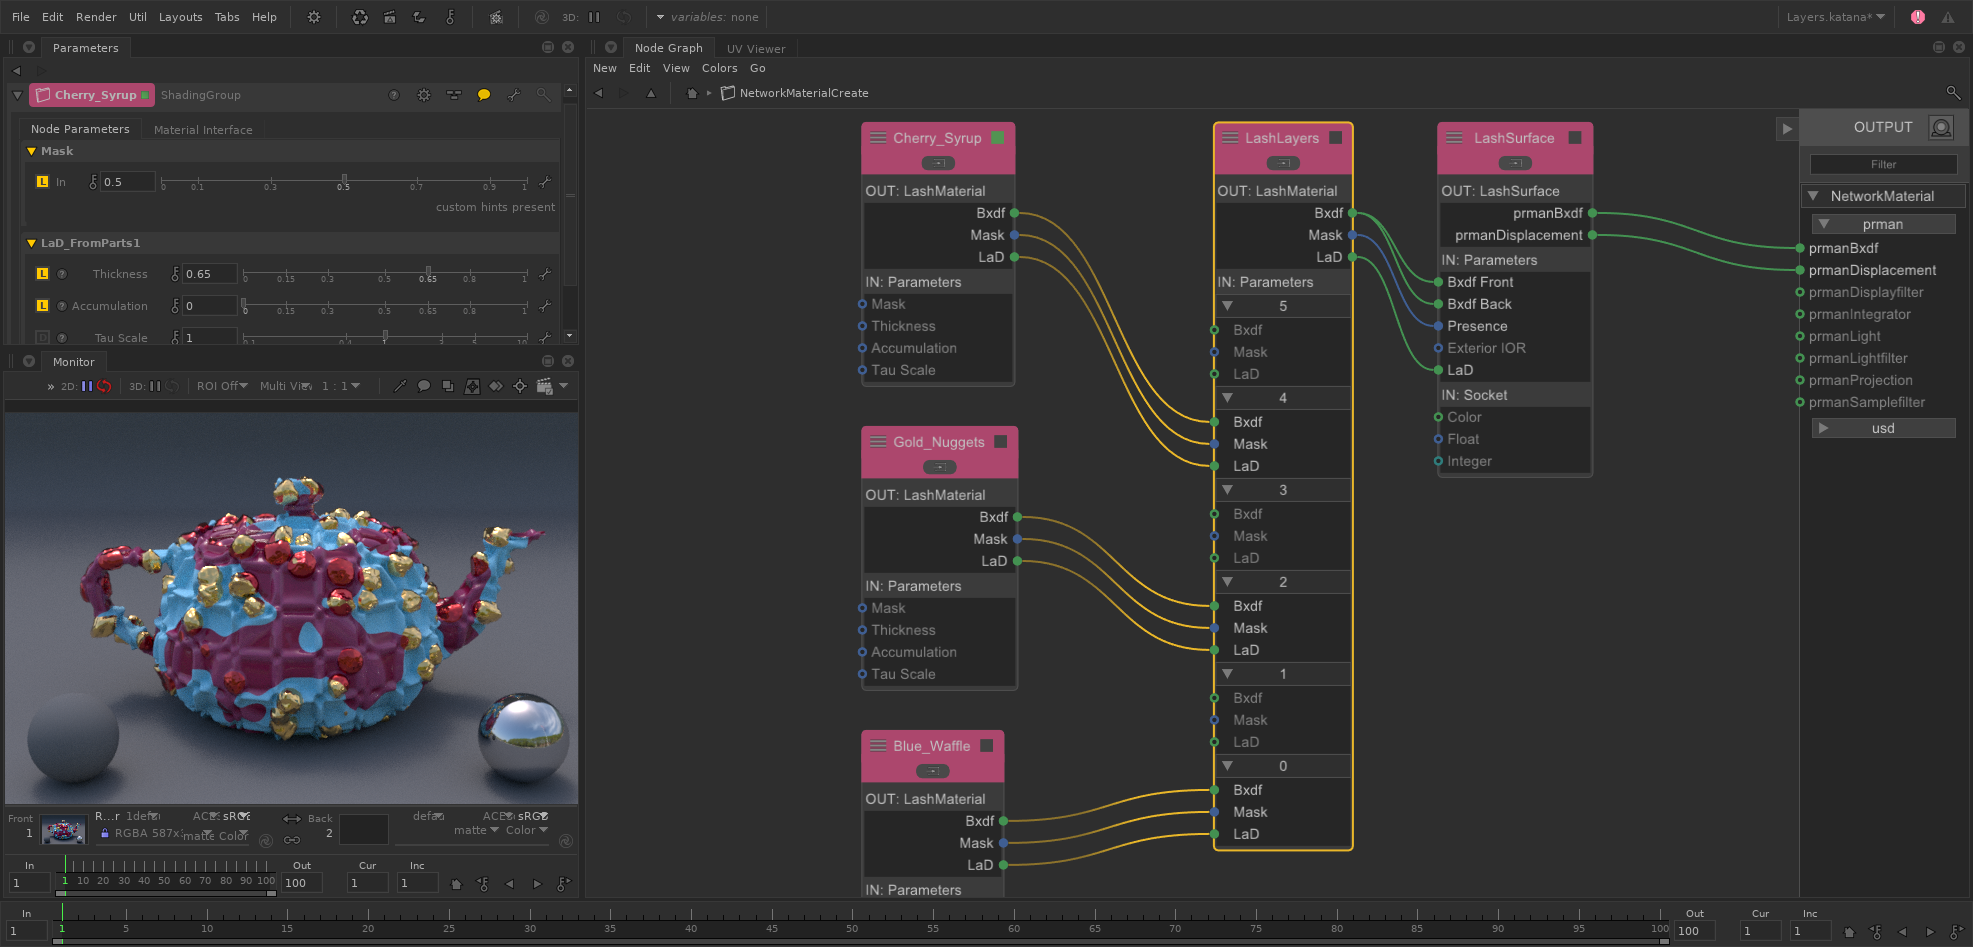 File Edit Render Util Layouts Tabs Help 3D: variables: none Layers.katana*
Parameters
Cherry_Syrup ShadingGroup
Node Parameters Material Interface
Mask
L In 0.5 0 0.1 0.3 0.5 0.7 0.9 1
custom hints present
LaD_FromParts1
L Thickness 0.65 0 0.15 0.3 0.5 0.65 0.8 1
L Accumulation 0 0 0.15 0.3 0.5 0.65 0.8 1
Tau Scale 1 0.1 0.4 1 3 5 10
Monitor
» 2D: 3D: ROI Off Multi View 1 : 1
Front 1 R...r 1def ACES sRGB Back 2 defau ACES sRGB
RGBA 587x matte Color matte Color
In Out Cur Inc
1 1 10 20 30 40 50 60 70 80 90 100 100 1 1
Node Graph UV Viewer
New Edit View Colors Go
NetworkMaterialCreate
Cherry_Syrup
OUT: LashMaterial
Bxdf
Mask
LaD
IN: Parameters
Mask
Thickness
Accumulation
Tau Scale
Gold_Nuggets
OUT: LashMaterial
Bxdf
Mask
LaD
IN: Parameters
Mask
Thickness
Accumulation
Tau Scale
Blue_Waffle
OUT: LashMaterial
Bxdf
Mask
LaD
IN: Parameters
LashLayers
OUT: LashMaterial
Bxdf
Mask
LaD
IN: Parameters
5
Bxdf
Mask
LaD
4
Bxdf
Mask
LaD
3
Bxdf
Mask
LaD
2
Bxdf
Mask
LaD
1
Bxdf
Mask
LaD
0
Bxdf
Mask
LaD
LashSurface
OUT: LashSurface
prmanBxdf
prmanDisplacement
IN: Parameters
Bxdf Front
Bxdf Back
Presence
Exterior IOR
LaD
IN: Socket
Color
Float
Integer
OUTPUT
Filter
NetworkMaterial
prman
prmanBxdf
prmanDisplacement
prmanDisplayfilter
prmanIntegrator
prmanLight
prmanLightfilter
prmanProjection
prmanSamplefilter
usd
In Out Cur Inc
1 1 5 10 15 20 25 30 35 40 45 50 55 60 65 70 75 80 85 90 95 100 100 1 1